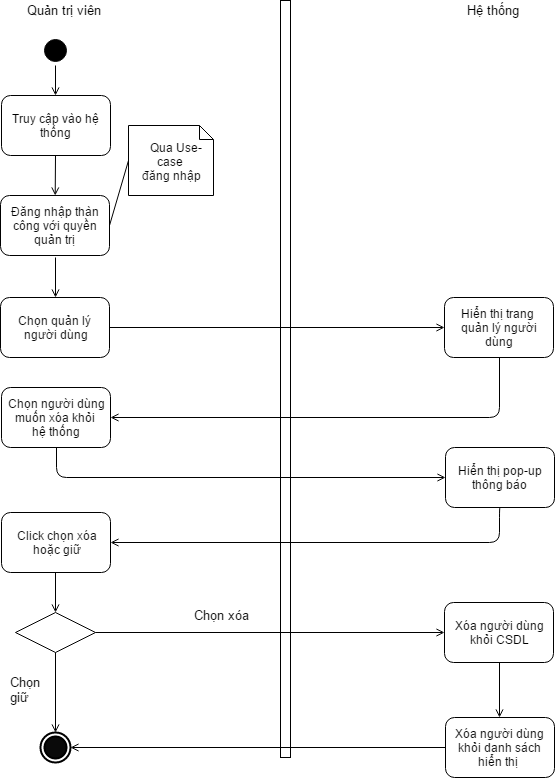 Quản trị viên
Hệ thống
Truy cập vào hệ
thống
Qua Use-
case
đăng nhập
Đăng nhập thàn
công với quyền
quản trị
Chọn quản lý
người dùng
Hiển thị trang
quản lý người
dùng
Chọn người dùng
muốn xóa khỏi
hệ thống
Hiển thị pop-up
thông báo
Click chọn xóa
hoặc giữ
Chọn xóa
Xóa người dùng
khỏi CSDL
Chọn
giữ
Xóa người dùng
khỏi danh sách
hiển thị